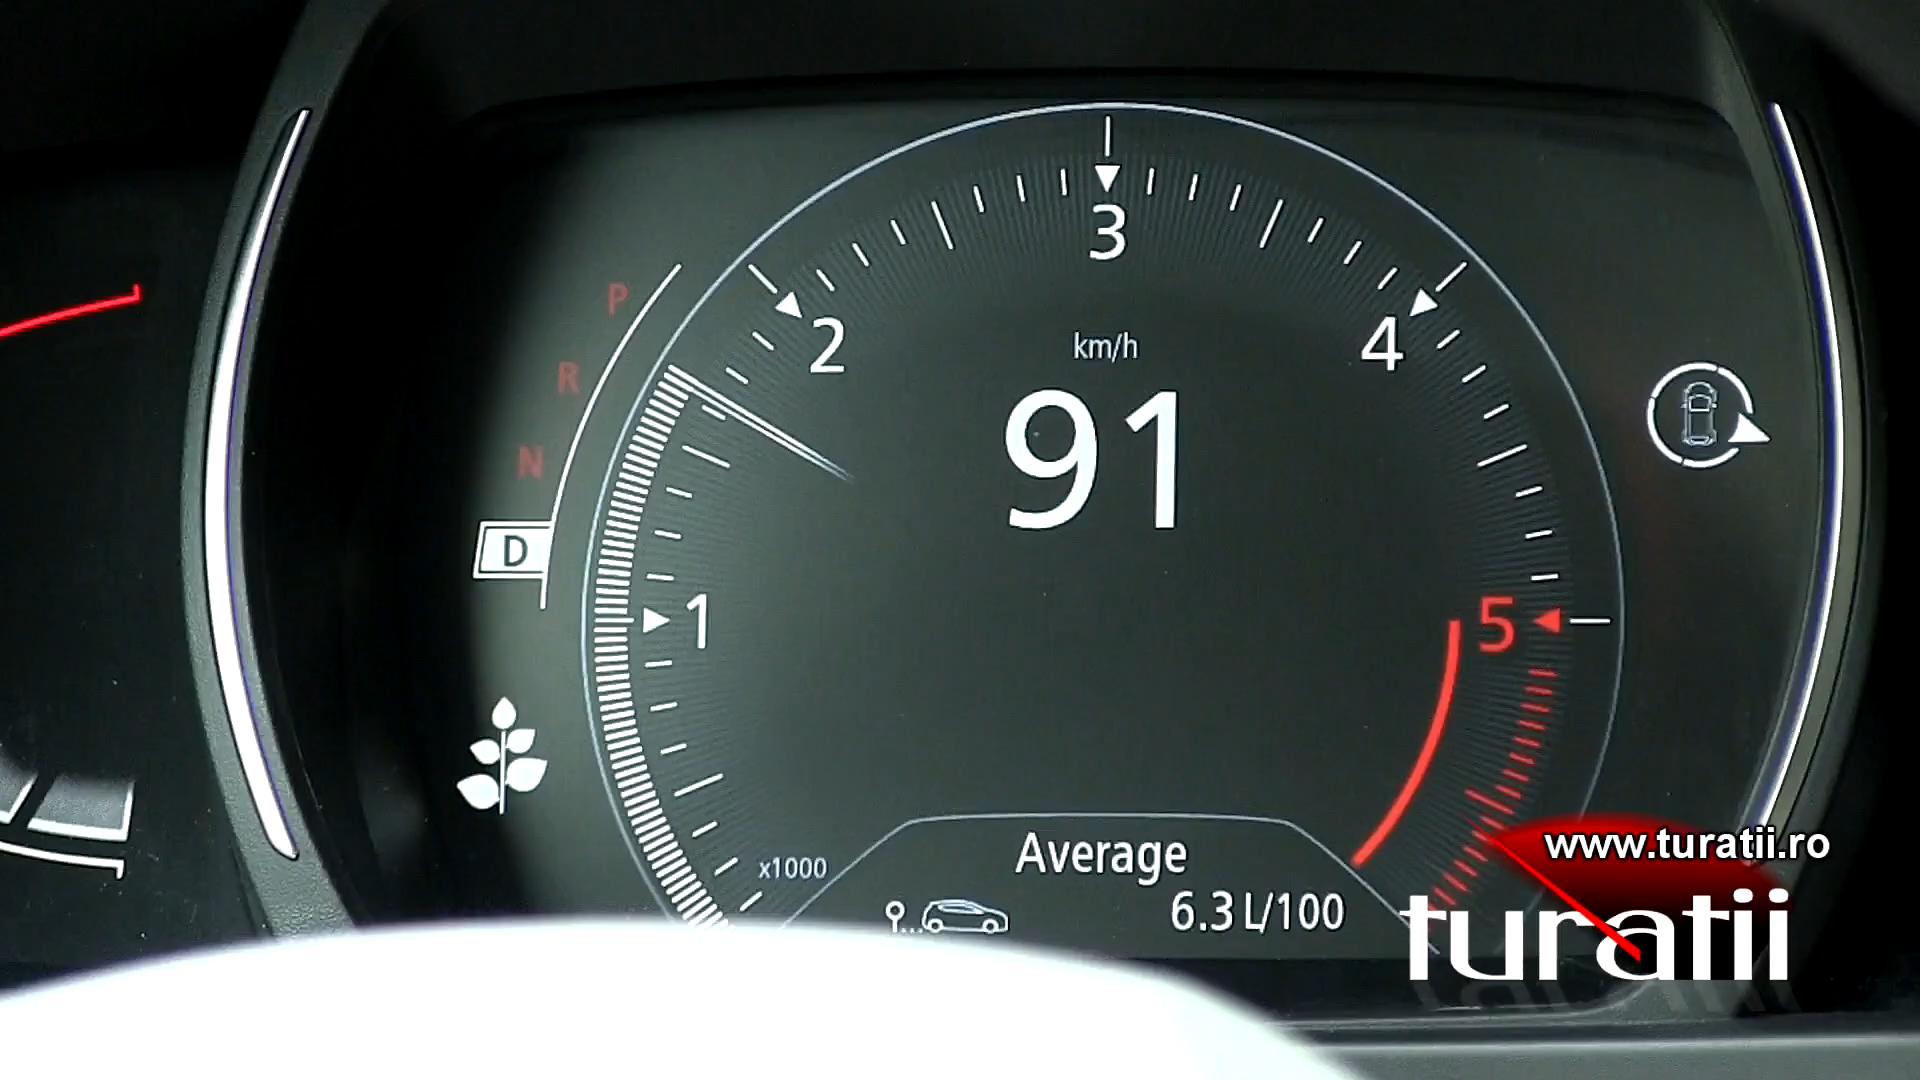 P
R
N
D
1
2
3
4
5
km/h
91
x1000
Average
6.3 L/100
www.turatii.ro
turatii